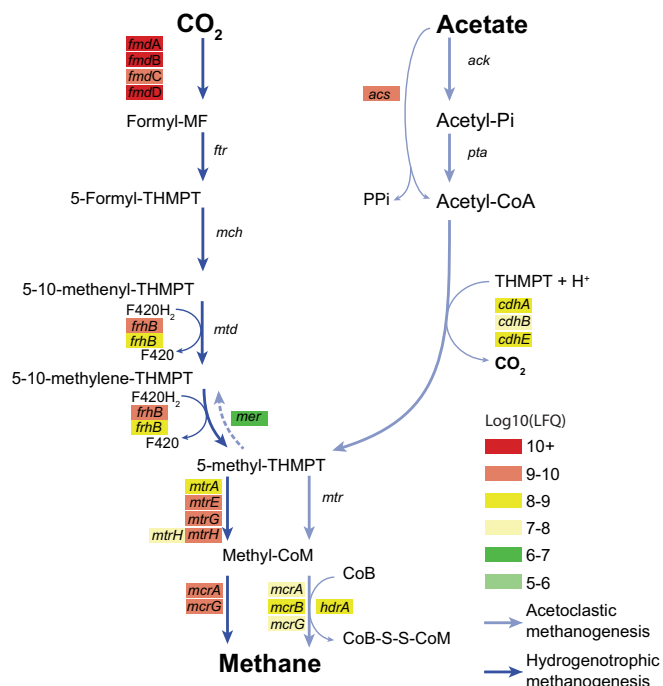 CO2
fmdA
fmdB
fmdC
fmdD
Formyl-MF
ftr
5-Formyl-THMPT
mch
5-10-methenyl-THMPT
F420H2
frhB
frhB
F420
mtd
5-10-methylene-THMPT
F420H2
frhB
frhB
F420
mer
Acetate
ack
acs
Acetyl-Pi
pta
PPi
Acetyl-CoA
THMPT + H+
cdhA
cdhB
cdhE
CO2
5-methyl-THMPT
mtrA
mtrE
mtrG
mtrH mtrH
mtr
Methyl-CoM
mcrA
mcrG
mcrA
mcrB
mcrG
hdrA
CoB
CoB-S-S-CoM
Methane
Log10(LFQ)
10+
9-10
8-9
7-8
6-7
5-6
Acetoclastic
methanogenesis
Hydrogenotrophic
methanogenesis